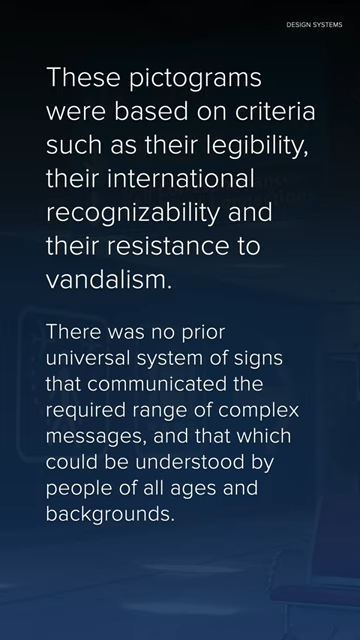 DESIGN SYSTEMS
These pictograms
were based on criteria
such as their legibility,
their international
recognizability and
their resistance to
vandalism.
There was no prior
universal system of signs
that communicated the
required range of complex
messages, and that which
could be understood by
people of all ages and
backgrounds.